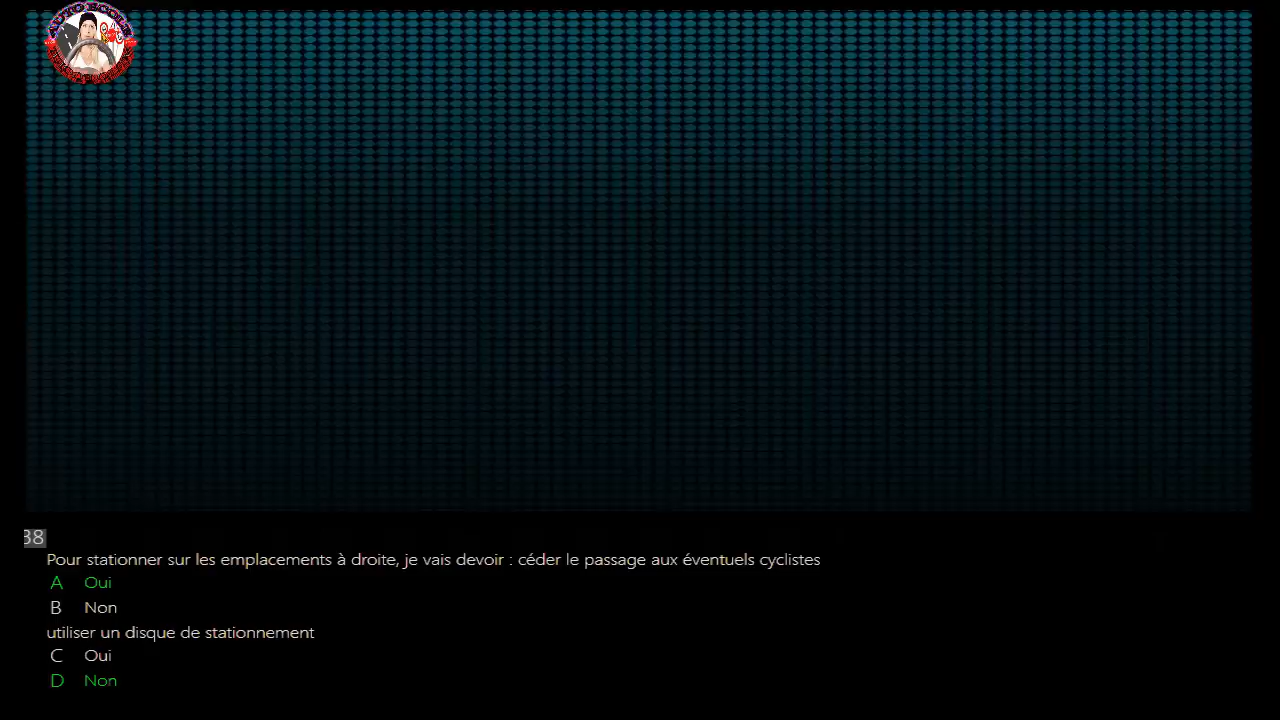 38
Pour stationner sur les emplacements à droite, je vais devoir : céder le passage aux éventuels cyclistes
A Oui
B Non
utiliser un disque de stationnement
C Oui
D Non